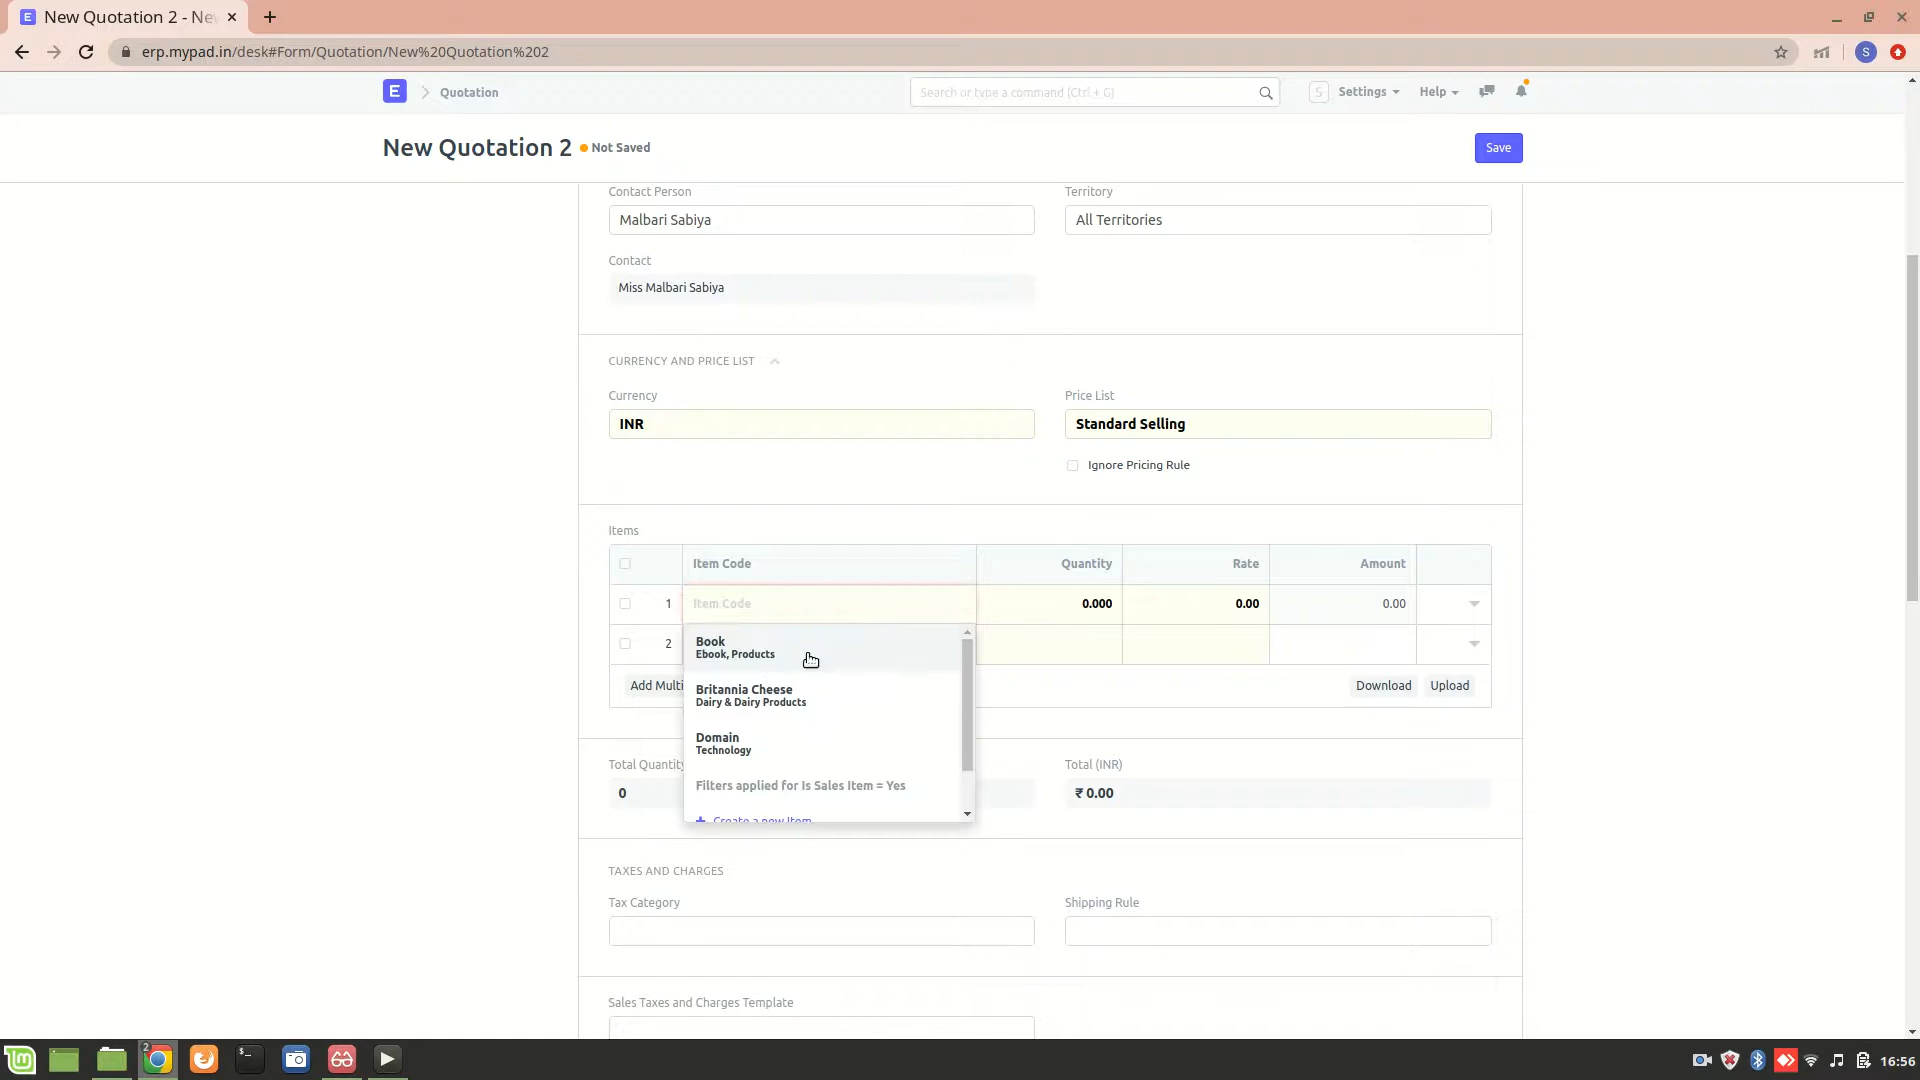 New Quotation 2 - Ne
erp.mypad.in/desk#Form/Quotation/New%20Quotation%202
S
E
Quotation
Search or type a command (Ctrl + G)
S
Settings
Help
New Quotation 2
Not Saved
Save
Contact Person
Territory
Malbari Sabiya
All Territories
Contact
Miss Malbari Sabiya
CURRENCY AND PRICE LIST
Currency
Price List
INR
Standard Selling
Ignore Pricing Rule
Items
Item Code
Quantity
Rate
Amount
1
Item Code
0.000
0.00
0.00
2
Book
Ebook, Products
Add Multi
Download
Upload
Britannia Cheese
Dairy & Dairy Products
Domain
Technology
Filters applied for Is Sales Item = Yes
Create a new Item
Total Quantity
Total (INR)
0
₹ 0.00
TAXES AND CHARGES
Tax Category
Shipping Rule
Sales Taxes and Charges Template
2
16:56